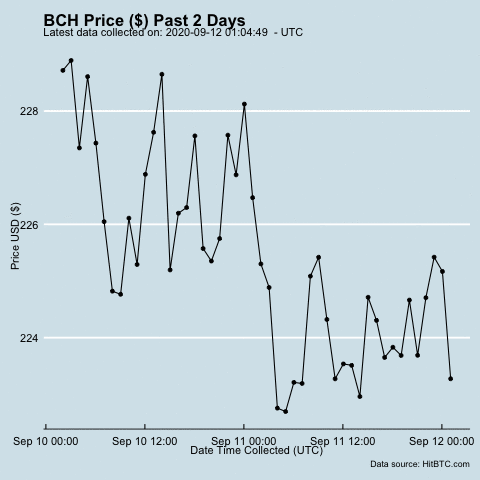 BCH Price ($) Past 2 Days
Latest data collected on: 2020-09-12 01:04:49  - UTC
228
226
224
Price USD ($)
Sep 10 00:00 Sep 10 12:00 Sep 11 00:00 Sep 11 12:00 Sep 12 00:00
Date Time Collected (UTC)
Data source: HitBTC.com